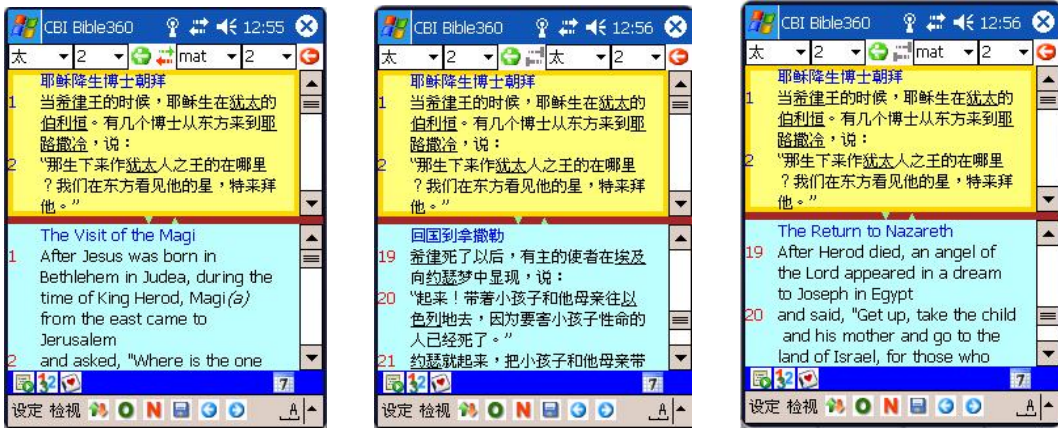 CBI Bible360 12:55
太 2 mat 2
耶稣降生博士朝拜
1 当希律王的时候，耶稣生在犹太的
伯利恒。有几个博士从东方来到耶
路撒冷，说：
2 “那生下来作犹太人之王的在哪里
？我们在东方看见他的星，特来拜
他。”
The Visit of the Magi
1 After Jesus was born in
Bethlehem in Judea, during the
time of King Herod, Magi(a)
from the east came to
Jerusalem
2 and asked, "Where is the one
7
设定 检视 O N A
CBI Bible360 12:56
太 2 太 2
耶稣降生博士朝拜
1 当希律王的时候，耶稣生在犹太的
伯利恒。有几个博士从东方来到耶
路撒冷，说：
2 “那生下来作犹太人之王的在哪里
？我们在东方看见他的星，特来拜
他。”
回国到拿撒勒
19 希律死了以后，有主的使者在埃及
向约瑟梦中显现，说：
20 “起来！带着小孩子和他母亲往以
色列地去，因为要害小孩子性命的
人已经死了。”
21 约瑟就起来，把小孩子和他母亲带
7
设定 检视 O N A
CBI Bible360 12:56
太 2 mat 2
耶稣降生博士朝拜
1 当希律王的时候，耶稣生在犹太的
伯利恒。有几个博士从东方来到耶
路撒冷，说：
2 “那生下来作犹太人之王的在哪里
？我们在东方看见他的星，特来拜
他。”
The Return to Nazareth
19 After Herod died, an angel of
the Lord appeared in a dream
to Joseph in Egypt
20 and said, "Get up, take the child
and his mother and go to the
land of Israel, for those who
7
设定 检视 O N A